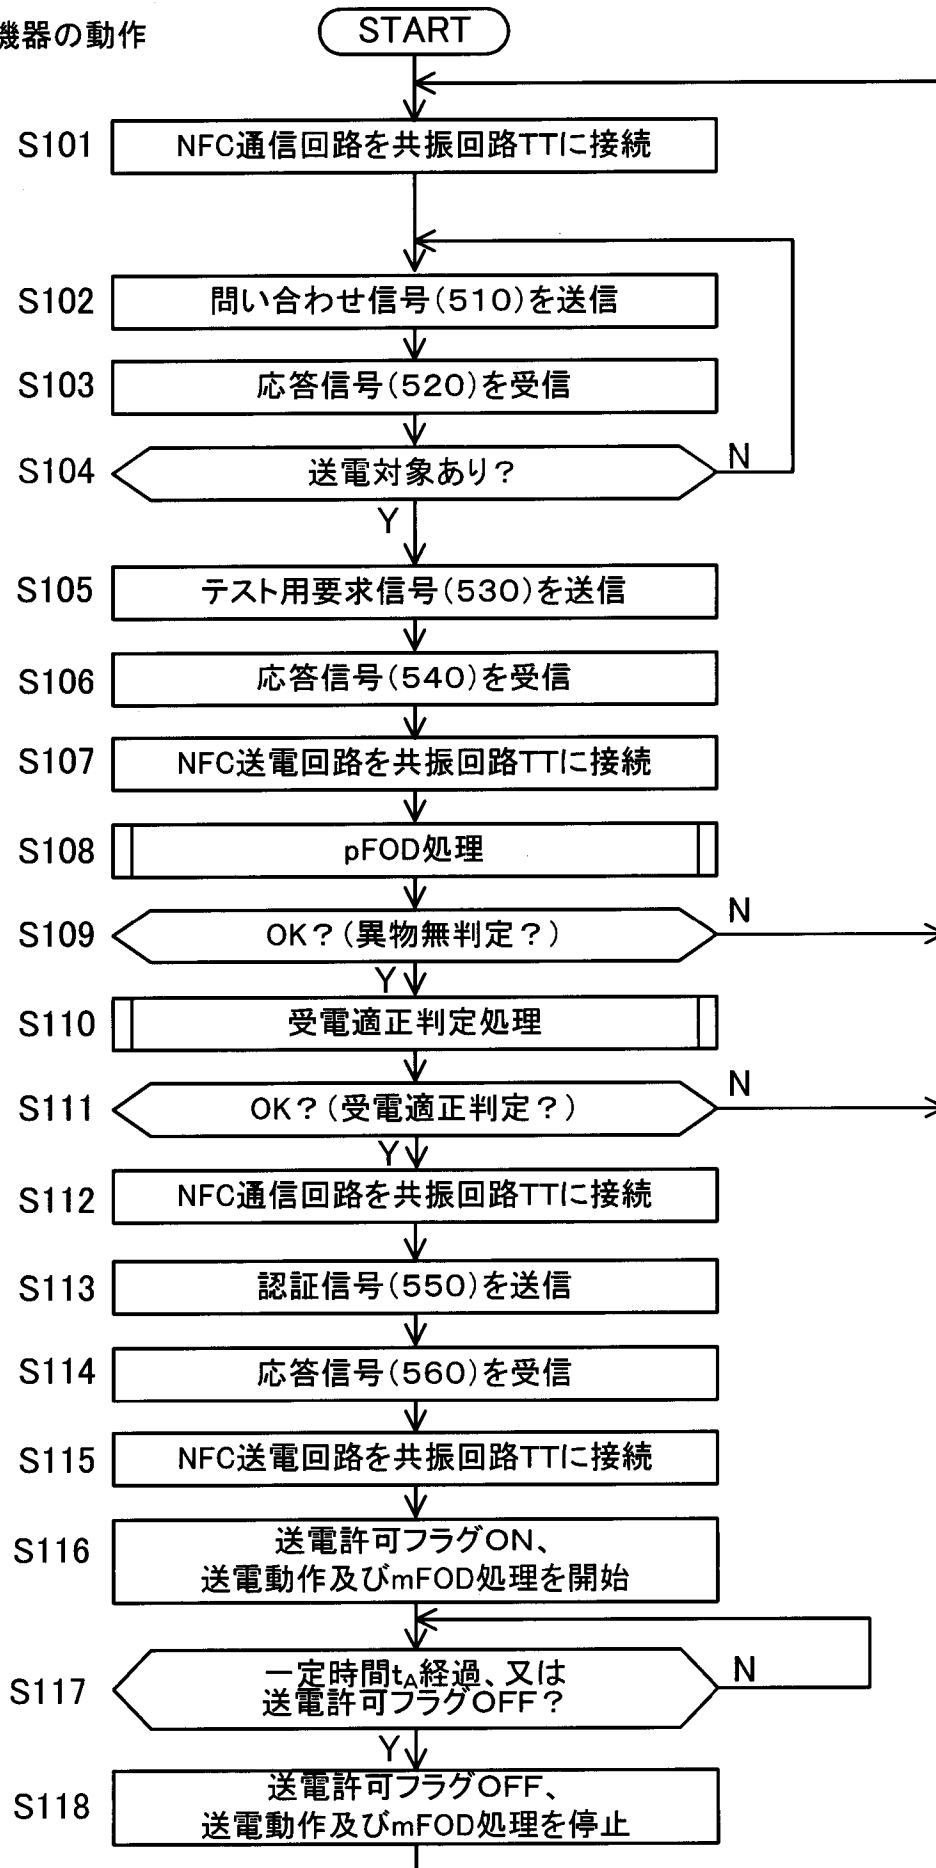 機器の動作
START
S101 NFC通信回路を共振回路TTに接続
S102 問い合わせ信号(510)を送信
S103 応答信号(520)を受信
S104 送電対象あり？ N
Y
S105 テスト用要求信号(530)を送信
S106 応答信号(540)を受信
S107 NFC送電回路を共振回路TTに接続
S108 pFOD処理
S109 OK？(異物無判定？) N
Y
S110 受電適正判定処理
S111 OK？(受電適正判定？) N
Y
S112 NFC通信回路を共振回路TTに接続
S113 認証信号(550)を送信
S114 応答信号(560)を受信
S115 NFC送電回路を共振回路TTに接続
S116 送電許可フラグON、
送電動作及びmFOD処理を開始
S117 一定時間tA経過、又は
送電許可フラグOFF？ N
Y
S118 送電許可フラグOFF、
送電動作及びmFOD処理を停止